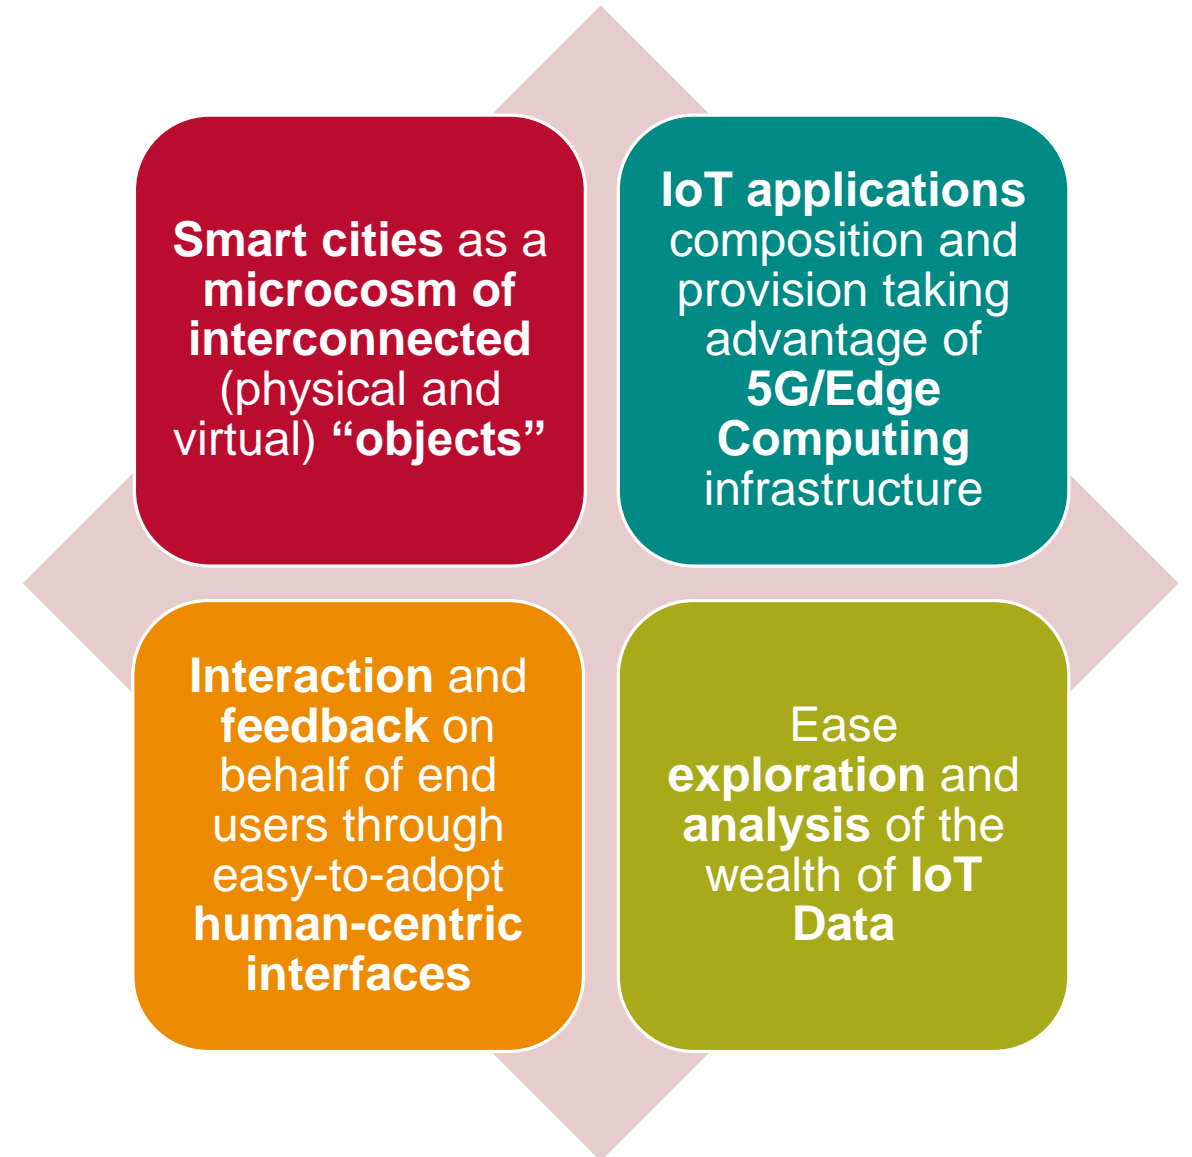 Smart cities as a
microcosm of
interconnected
(physical and
virtual) “objects”
IoT applications
composition and
provision taking
advantage of
5G/Edge
Computing
infrastructure
Interaction and
feedback on
behalf of end
users through
easy-to-adopt
human-centric
interfaces
Ease
exploration and
analysis of the
wealth of IoT
Data